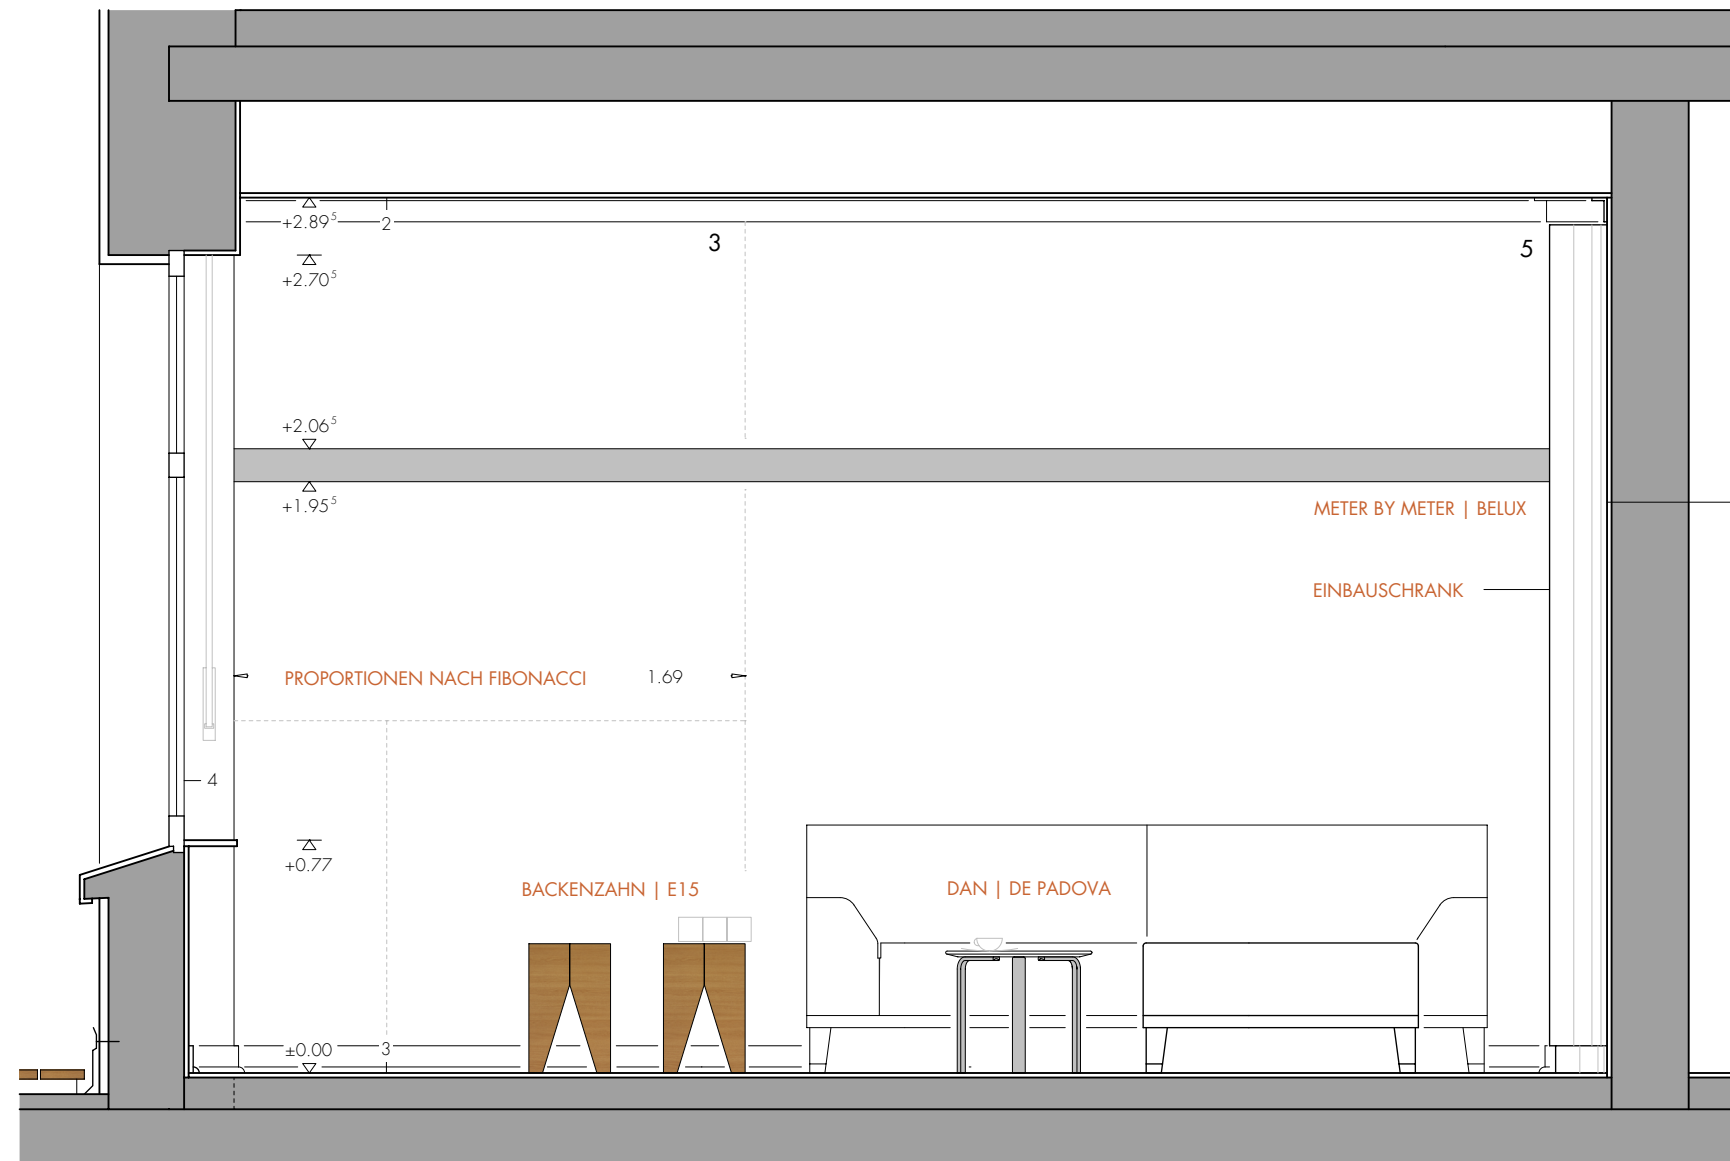 +2.89⁵
2
3
5
+2.70⁵
+2.06⁵
+1.95⁵
METER BY METER | BELUX
EINBAUSCHRANK
PROPORTIONEN NACH FIBONACCI 1.69
4
+0.77
BACKENZAHN | E15
DAN | DE PADOVA
±0.00
3